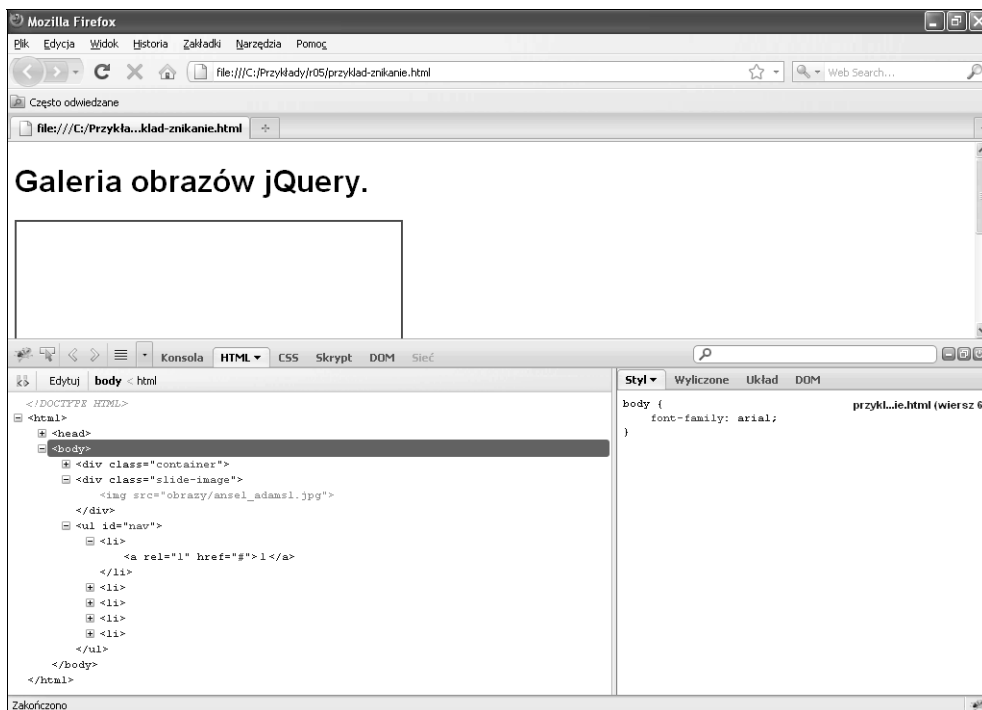 Mozilla Firefox
Plik Edycja Widok Historia Zakładki Narzędzia Pomoc
file:///C:/Przykłady/r05/przyklad-znikanie.html Web Search...
Często odwiedzane
file:///C:/Przykła...klad-znikanie.html
Galeria obrazów jQuery.
Konsola HTML CSS Skrypt DOM Sieć
Edytuj body < html
Styl Wyliczone Układ DOM
<!DOCTYPE HTML>
<html>
<head>
<body>
<div class="container">
<div class="slide-image">
<img src="obrazy/ansel_adams1.jpg">
</div>
<ul id="nav">
<li>
<a rel="1" href="#">1</a>
</li>
<li>
<li>
<li>
<li>
</ul>
</body>
</html>
body { przykl...ie.html (wiersz 6
font-family: arial;
}
Zakończono